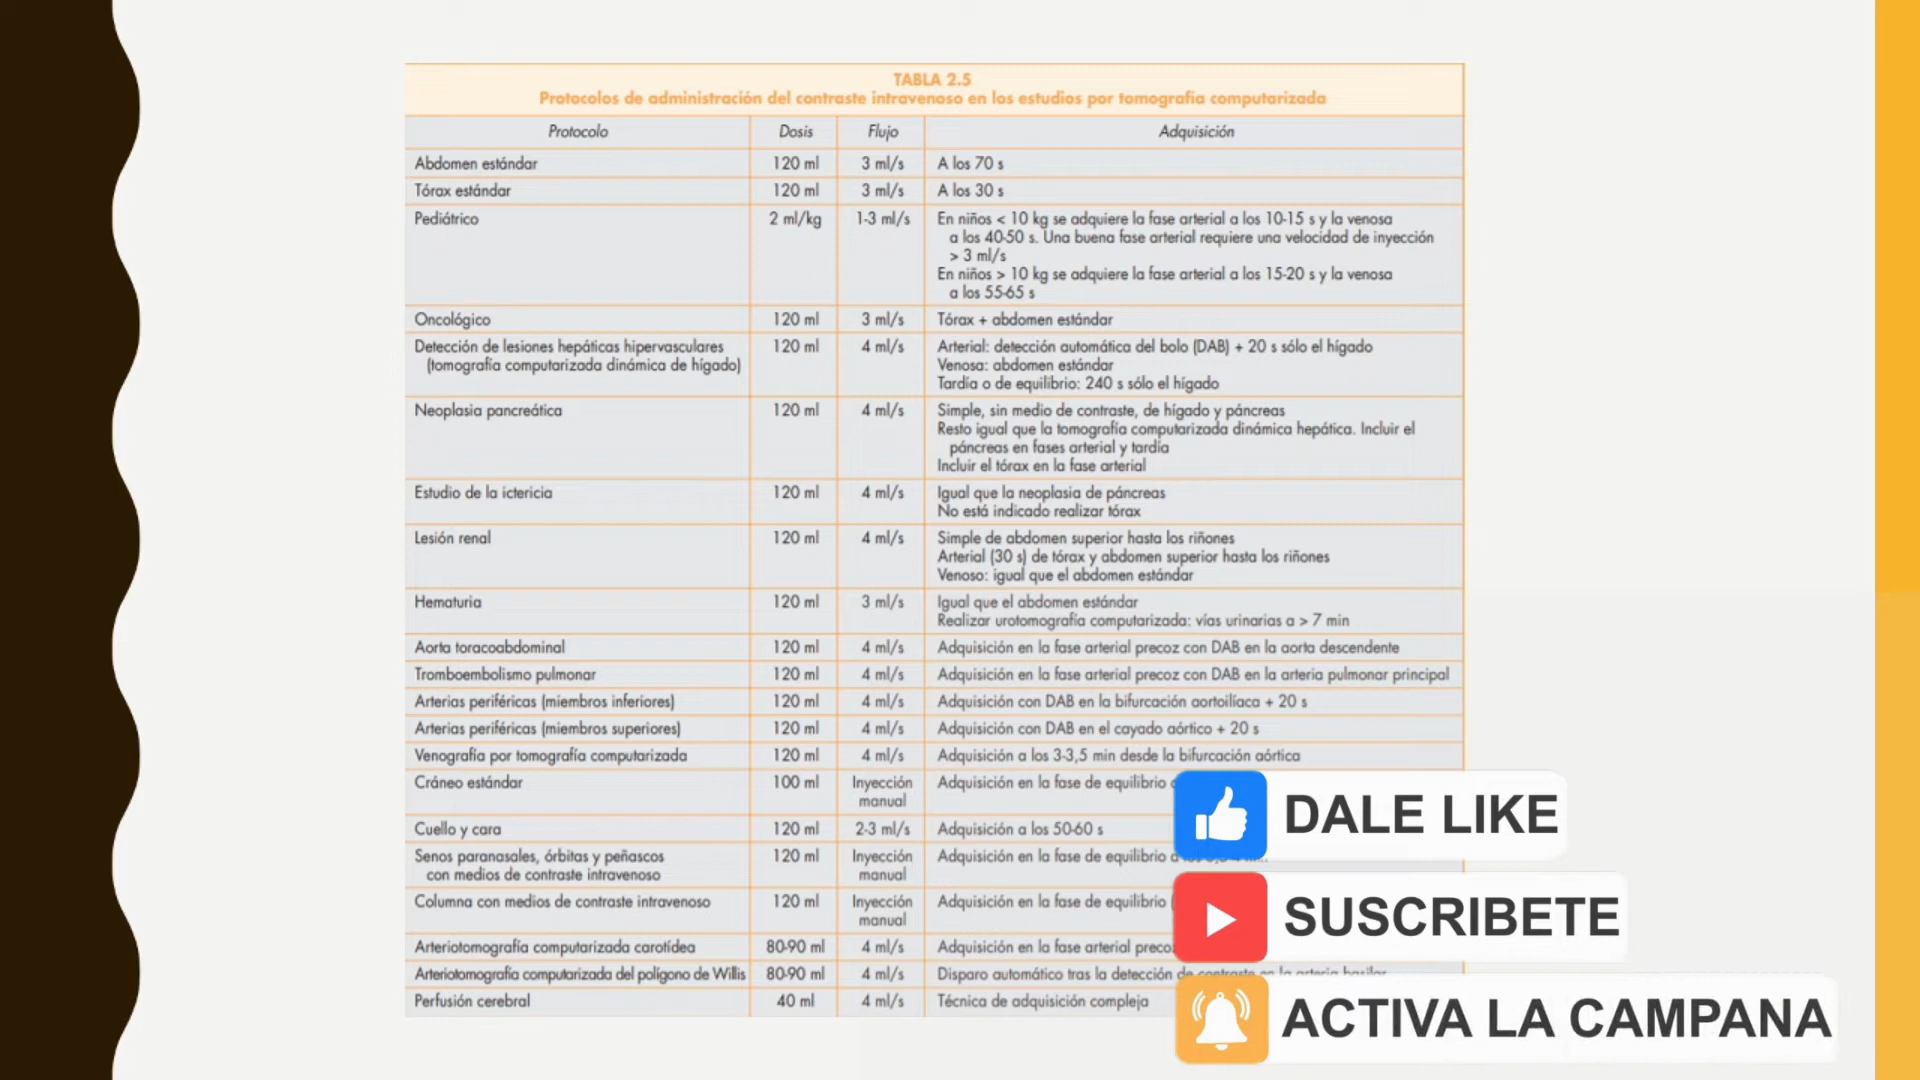 TABLA 2.5
Protocolos de administración del contraste intravenoso en los estudios por tomografía computarizada
Protocolo Dosis Flujo Adquisición
Abdomen estándar 120 ml 3 ml/s A los 70 s
Tórax estándar 120 ml 3 ml/s A los 30 s
Pediátrico 2 ml/kg 1-3 ml/s En niños < 10 kg se adquiere la fase arterial a los 10-15 s y la venosa
a los 40-50 s. Una buena fase arterial requiere una velocidad de inyección
> 3 ml/s
En niños > 10 kg se adquiere la fase arterial a los 15-20 s y la venosa
a los 55-65 s
Oncológico 120 ml 3 ml/s Tórax + abdomen estándar
Detección de lesiones hepáticas hipervasculares 120 ml 4 ml/s Arterial: detección automática del bolo (DAB) + 20 s sólo el hígado
(tomografía computarizada dinámica de hígado) Venosa: abdomen estándar
Tardía o de equilibrio: 240 s sólo el hígado
Neoplasia pancreática 120 ml 4 ml/s Simple, sin medio de contraste, de hígado y páncreas
Resto igual que la tomografía computarizada dinámica hepática. Incluir el
páncreas en fases arterial y tardía
Incluir el tórax en la fase arterial
Estudio de la ictericia 120 ml 4 ml/s Igual que la neoplasia de páncreas
No está indicado realizar tórax
Lesión renal 120 ml 4 ml/s Simple de abdomen superior hasta los riñones
Arterial (30 s) de tórax y abdomen superior hasta los riñones
Venoso: igual que el abdomen estándar
Hematuria 120 ml 3 ml/s Igual que el abdomen estándar
Realizar urotomografía computarizada: vías urinarias a > 7 min
Aorta toracoabdominal 120 ml 4 ml/s Adquisición en la fase arterial precoz con DAB en la aorta descendente
Tromboembolismo pulmonar 120 ml 4 ml/s Adquisición en la fase arterial precoz con DAB en la arteria pulmonar principal
Arterias periféricas (miembros inferiores) 120 ml 4 ml/s Adquisición con DAB en la bifurcación aortoilíaca + 20 s
Arterias periféricas (miembros superiores) 120 ml 4 ml/s Adquisición con DAB en el cayado aórtico + 20 s
Venografía por tomografía computarizada 120 ml 4 ml/s Adquisición a los 3-3,5 min desde la bifurcación aórtica
Cráneo estándar 100 ml Inyección manual Adquisición en la fase de equilibrio
Cuello y cara 120 ml 2-3 ml/s Adquisición a los 50-60 s
Senos paranasales, órbitas y peñascos 120 ml Inyección Adquisición en la fase de equilibrio
con medios de contraste intravenoso manual
Columna con medios de contraste intravenoso 120 ml Inyección manual Adquisición en la fase de equilibrio
Arteriotomografía computarizada carotídea 80-90 ml 4 ml/s Adquisición en la fase arterial
Arteriotomografía computarizada del polígono de Willis 80-90 ml 4 ml/s Disparo automático tras la detección de contraste en la arteria basilar
Perfusión cerebral 40 ml 4 ml/s Técnica de adquisición compleja
DALE LIKE
SUSCRIBETE
ACTIVA LA CAMPANA